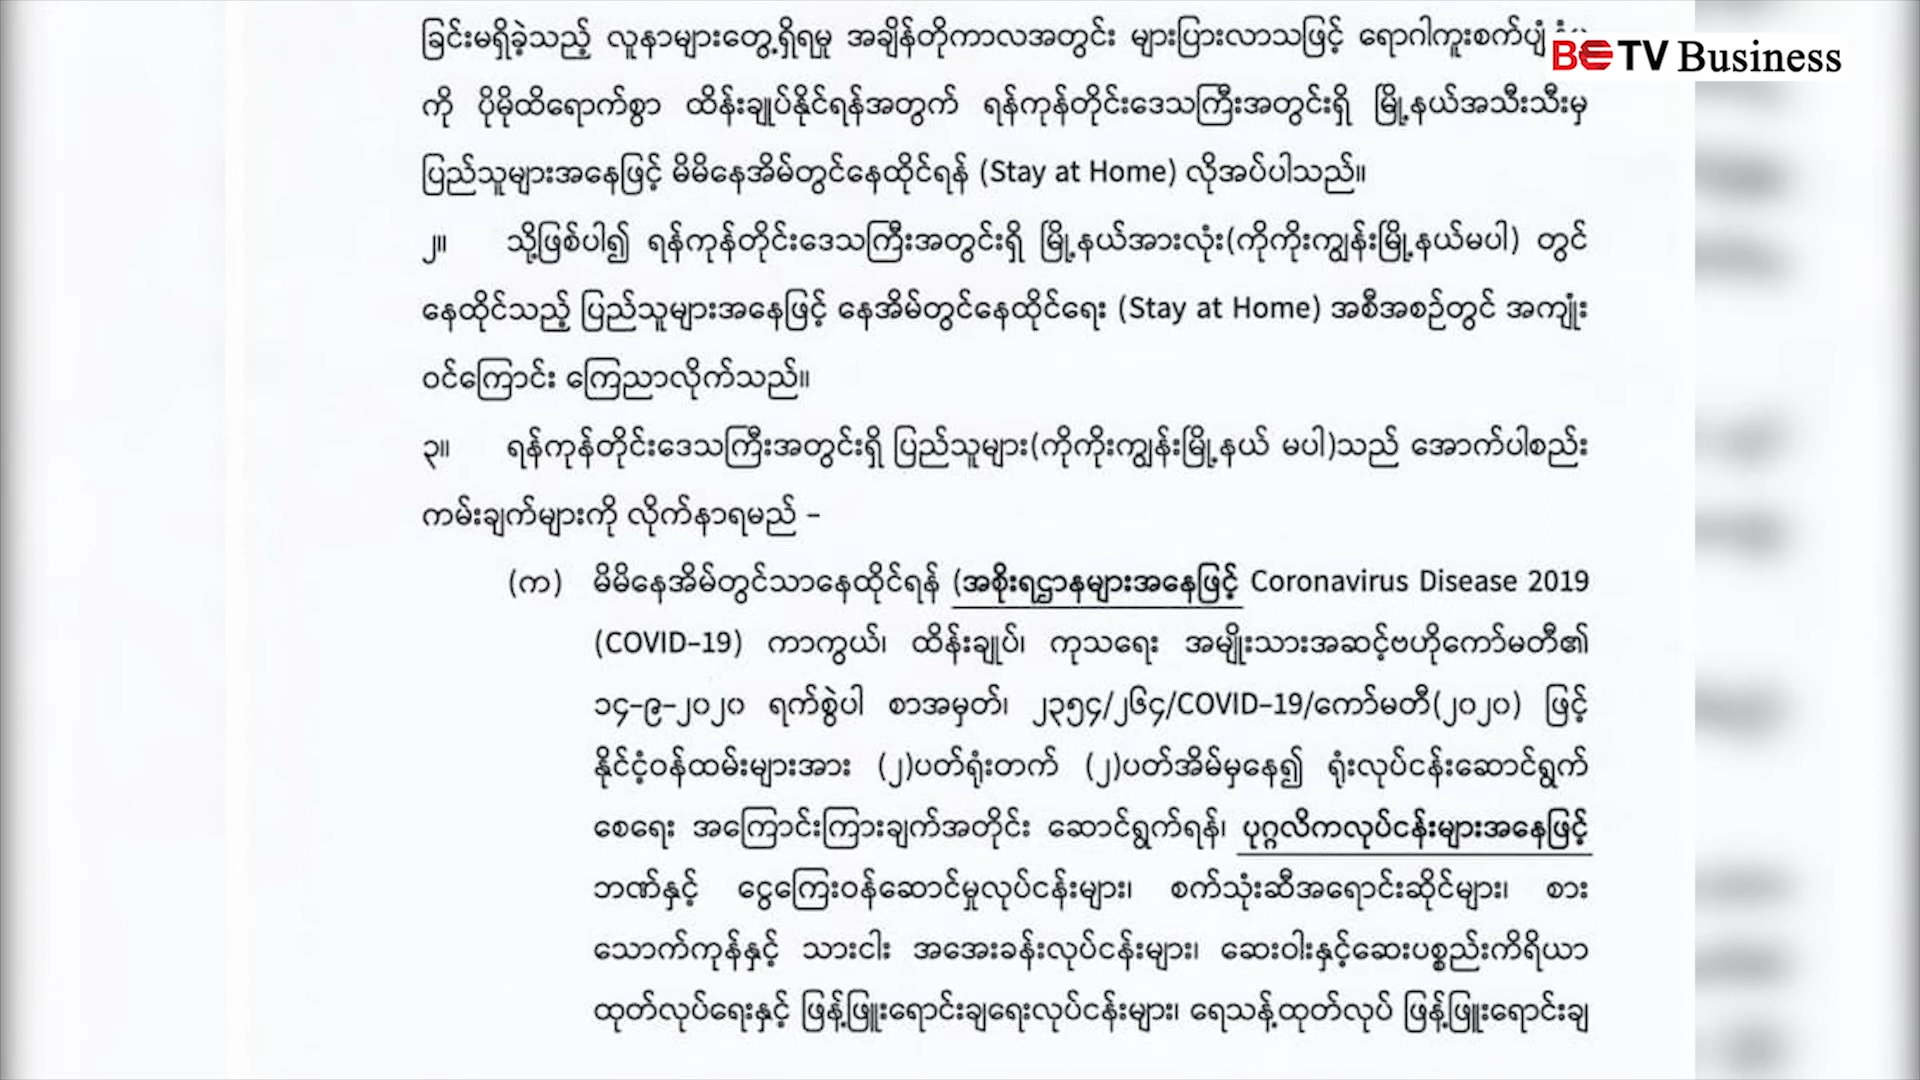 ခြင်းမရှိခဲ့သည့် လူနာများတွေ့ရှိရမှု အချိန်တိုကာလအတွင်း များပြားလာသဖြင့် ရောဂါကူးစက်ပျံ့
BETV Business
ကို ပိုမိုထိရောက်စွာ ထိန်းချုပ်နိုင်ရန်အတွက် ရန်ကုန်တိုင်းဒေသကြီးအတွင်းရှိ မြို့နယ်အသီးသီးမှ
ပြည်သူများအနေဖြင့် မိမိနေအိမ်တွင်နေထိုင်ရန် (Stay at Home) လိုအပ်ပါသည်။
၂။ သို့ဖြစ်ပါ၍ ရန်ကုန်တိုင်းဒေသကြီးအတွင်းရှိ မြို့နယ်အားလုံး(ကိုကိုးကျွန်းမြို့နယ်မပါ) တွင်
နေထိုင်သည့် ပြည်သူများအနေဖြင့် နေအိမ်တွင်နေထိုင်ရေး (Stay at Home) အစီအစဉ်တွင် အကျုံး
ဝင်ကြောင်း ကြေညာလိုက်သည်။
၃။ ရန်ကုန်တိုင်းဒေသကြီးအတွင်းရှိ ပြည်သူများ(ကိုကိုးကျွန်းမြို့နယ် မပါ)သည် အောက်ပါစည်း
ကမ်းချက်များကို လိုက်နာရမည် –
(က) မိမိနေအိမ်တွင်သာနေထိုင်ရန် (အစိုးရဌာနများအနေဖြင့် Coronavirus Disease 2019
(COVID–19) ကာကွယ်၊ ထိန်းချုပ်၊ ကုသရေး အမျိုးသားအဆင့်ဗဟိုကော်မတီ၏
၁၄–၉–၂၀၂၀ ရက်စွဲပါ စာအမှတ်၊ ၂၃၅၄/၂၆၄/COVID–19/ကော်မတီ(၂၀၂၀) ဖြင့်
နိုင်ငံ့ဝန်ထမ်းများအား (၂)ပတ်ရုံးတက် (၂)ပတ်အိမ်မှနေ၍ ရုံးလုပ်ငန်းဆောင်ရွက်
စေရေး အကြောင်းကြားချက်အတိုင်း ဆောင်ရွက်ရန်၊ ပုဂ္ဂလိကလုပ်ငန်းများအနေဖြင့်
ဘဏ်နှင့် ငွေကြေးဝန်ဆောင်မှုလုပ်ငန်းများ၊ စက်သုံးဆီအရောင်းဆိုင်များ၊ စား
သောက်ကုန်နှင့် သားငါး အအေးခန်းလုပ်ငန်းများ၊ ဆေးဝါးနှင့်ဆေးပစ္စည်းကိရိယာ
ထုတ်လုပ်ရေးနှင့် ဖြန့်ဖြူးရောင်းချရေးလုပ်ငန်းများ၊ ရေသန့်ထုတ်လုပ် ဖြန့်ဖြူးရောင်းချ